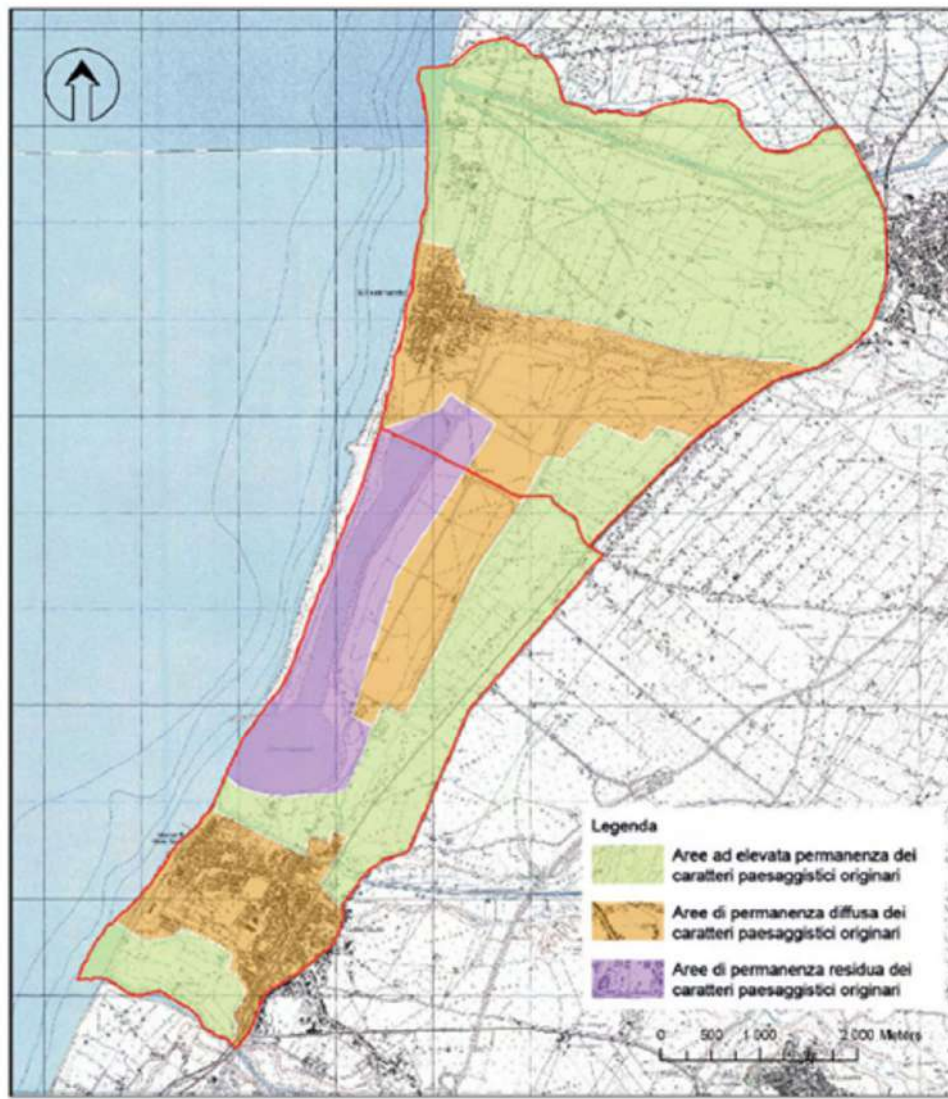 Legenda
Aree ad elevata permanenza dei
caratteri paesaggistici originari
Aree di permanenza diffusa dei
caratteri paesaggistici originari
Aree di permanenza residua dei
caratteri paesaggistici originari
0 500 1 000 2 000 Meters